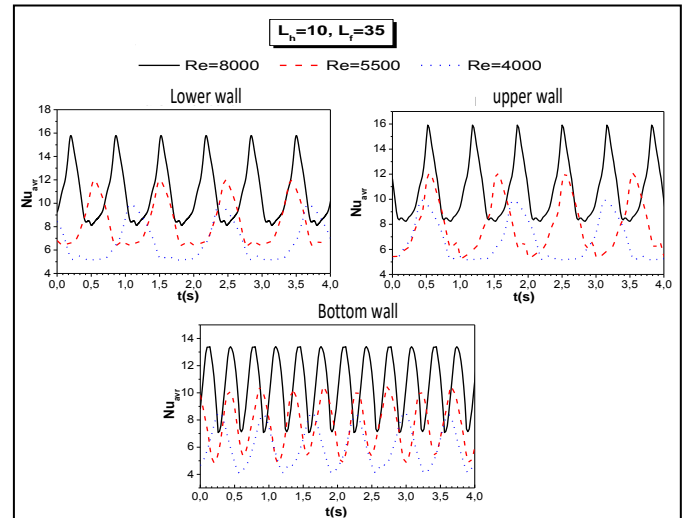 L_h=10, L_f=35
Re=8000 Re=5500 Re=4000
Lower wall
18
16
14
12
10
8
6
4
Nu_avr
0,0 0,5 1,0 1,5 2,0 2,5 3,0 3,5 4,0
t(s)
upper wall
16
14
12
10
8
6
4
Nu_avr
0,0 0,5 1,0 1,5 2,0 2,5 3,0 3,5 4,0
t(s)
Bottom wall
14
12
10
8
6
4
Nu_avr
0,0 0,5 1,0 1,5 2,0 2,5 3,0 3,5 4,0
t(s)